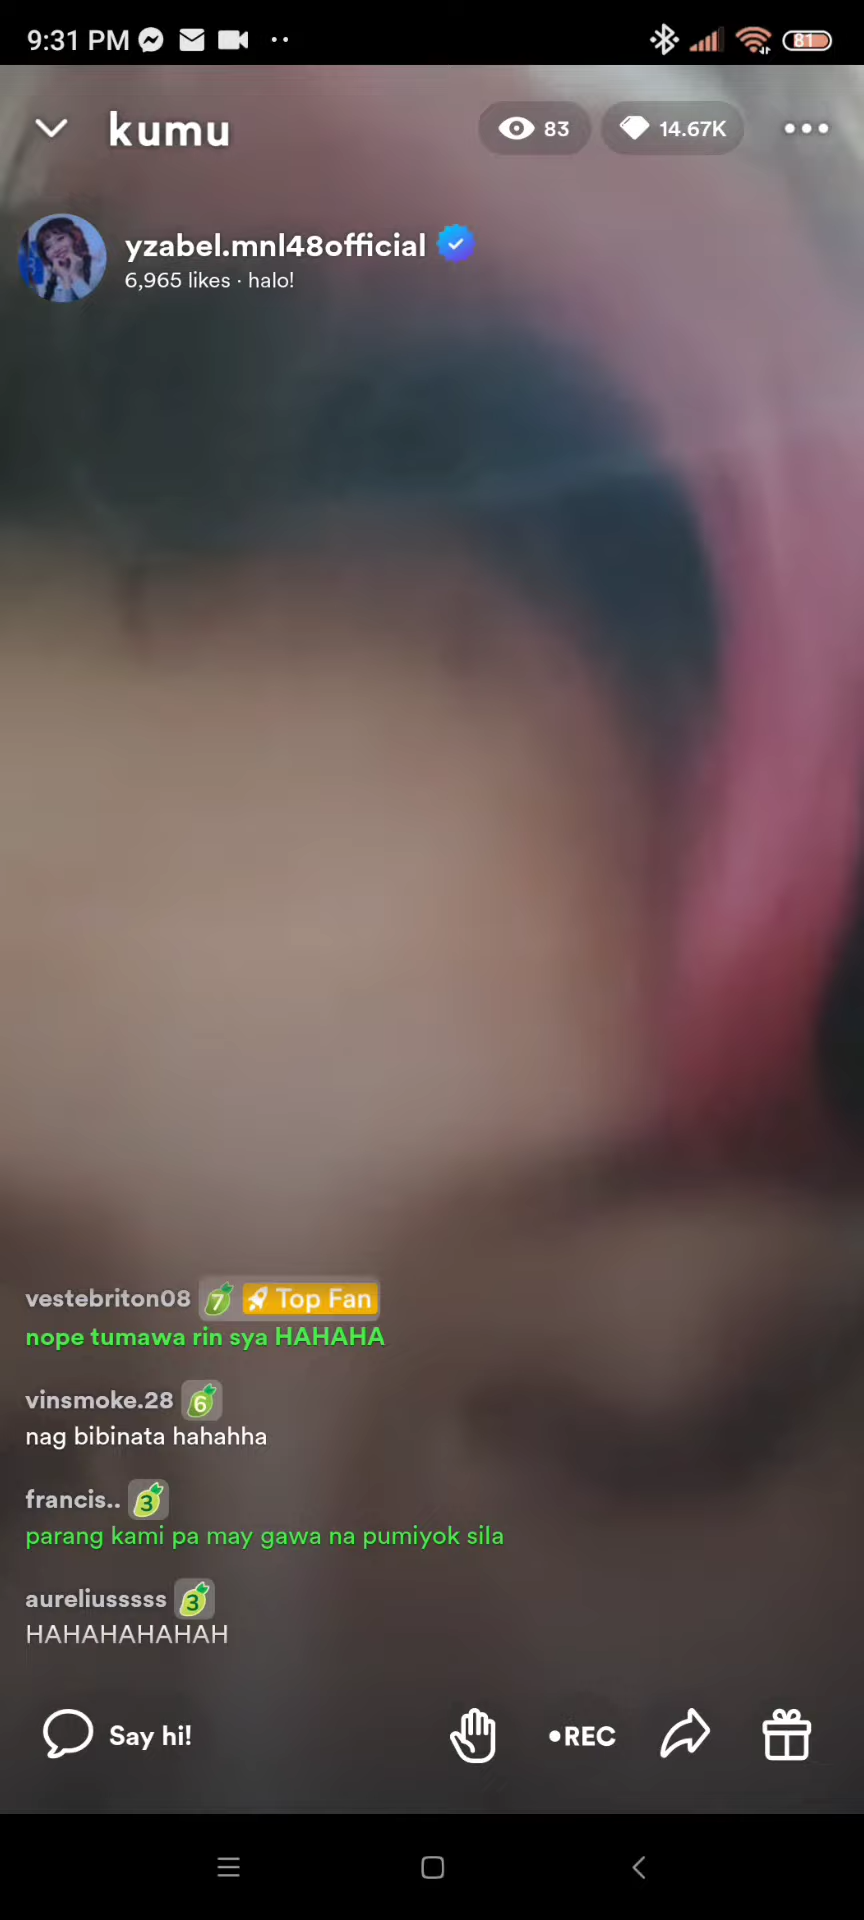 9:31 PM
81
kumu
83
14.67K
yzabel.mnl48official
6,965 likes · halo!
vestebriton08 7 Top Fan
nope tumawa rin sya HAHAHA
vinsmoke.28 6
nag bibinata hahahha
francis.. 3
parang kami pa may gawa na pumiyok sila
aureliusssss 3
HAHAHAHAHAH
Say hi!
•REC